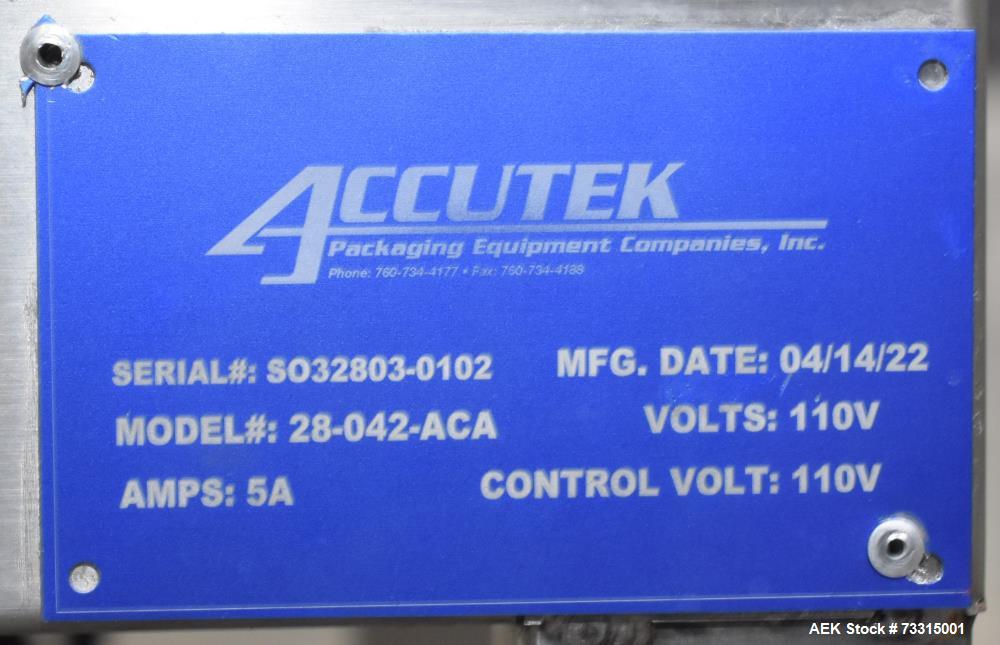 ACCUTEK
Packaging Equipment Companies, Inc.
Phone: 760-734-4177 • Fax: 760-734-4188
SERIAL#: SO32803-0102
MFG. DATE: 04/14/22
MODEL#: 28-042-ACA
VOLTS: 110V
AMPS: 5A
CONTROL VOLT: 110V
AEK Stock # 73315001